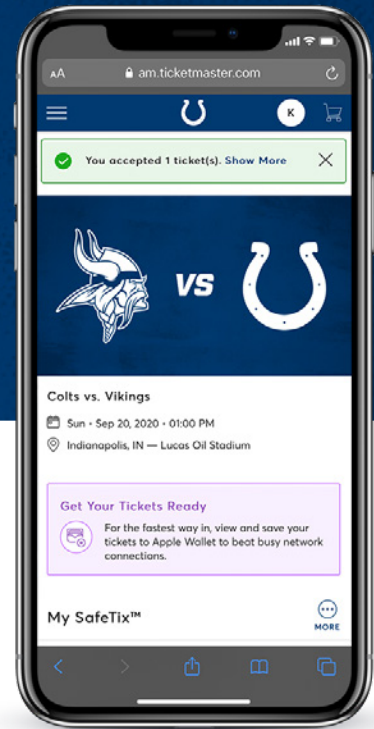 AA am.ticketmaster.com
K
You accepted 1 ticket(s). Show More
VS
Colts vs. Vikings
Sun • Sep 20, 2020 • 01:00 PM
Indianapolis, IN — Lucas Oil Stadium
Get Your Tickets Ready
For the fastest way in, view and save your
tickets to Apple Wallet to beat busy network
connections.
My SafeTix™
MORE